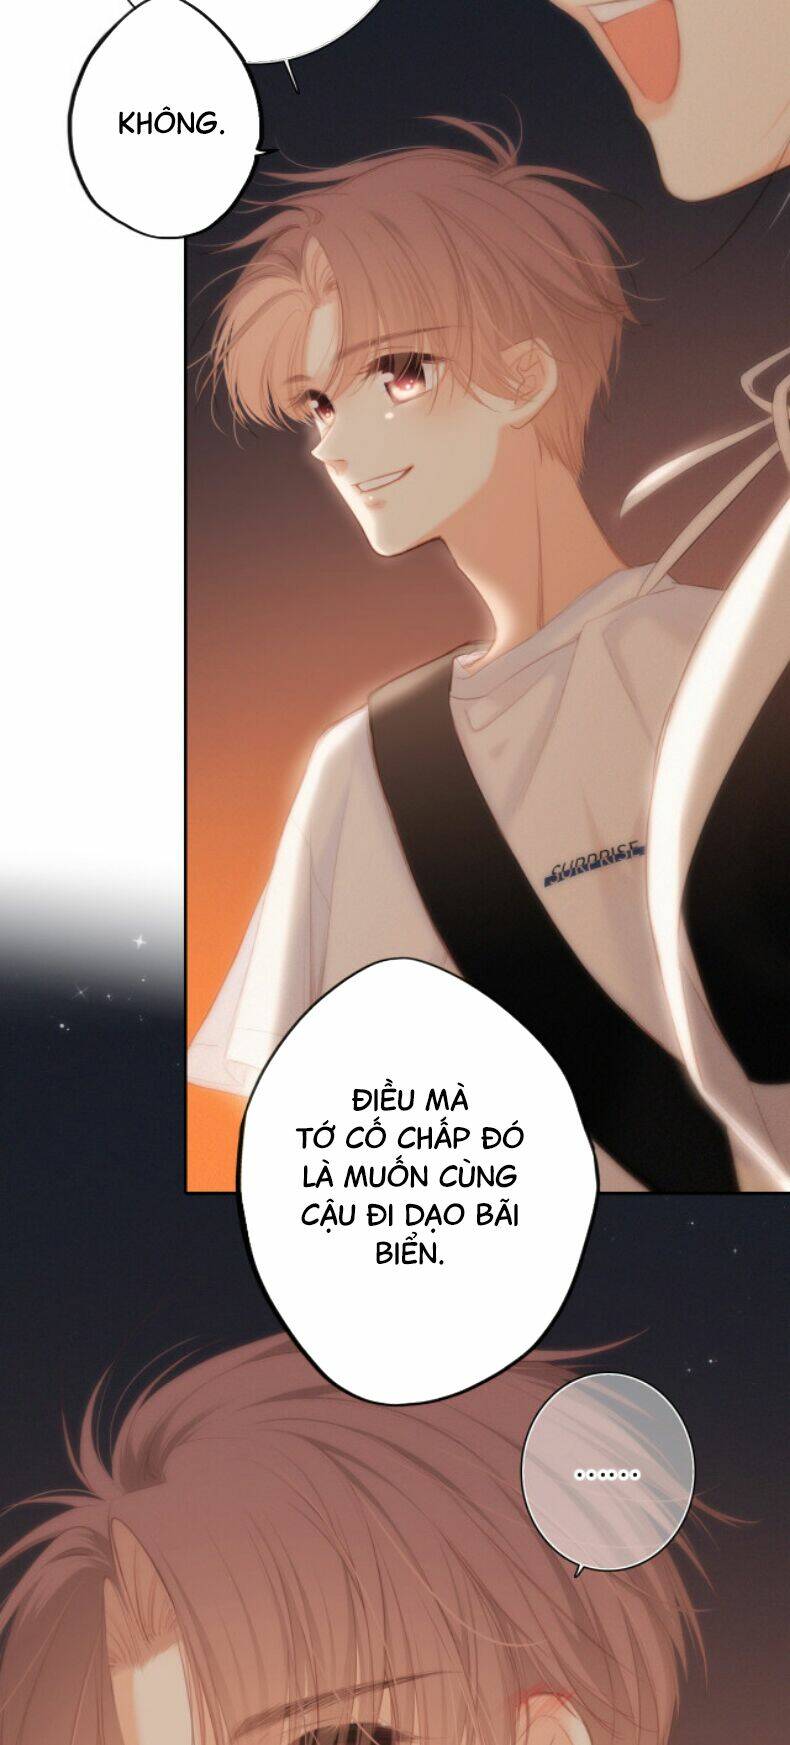 KHÔNG.
SURPRISE
ĐIỀU MÀ
TỚ CỐ CHẤP ĐÓ
LÀ MUỐN CÙNG
CẬU ĐI DẠO BÃI
BIỂN.
......